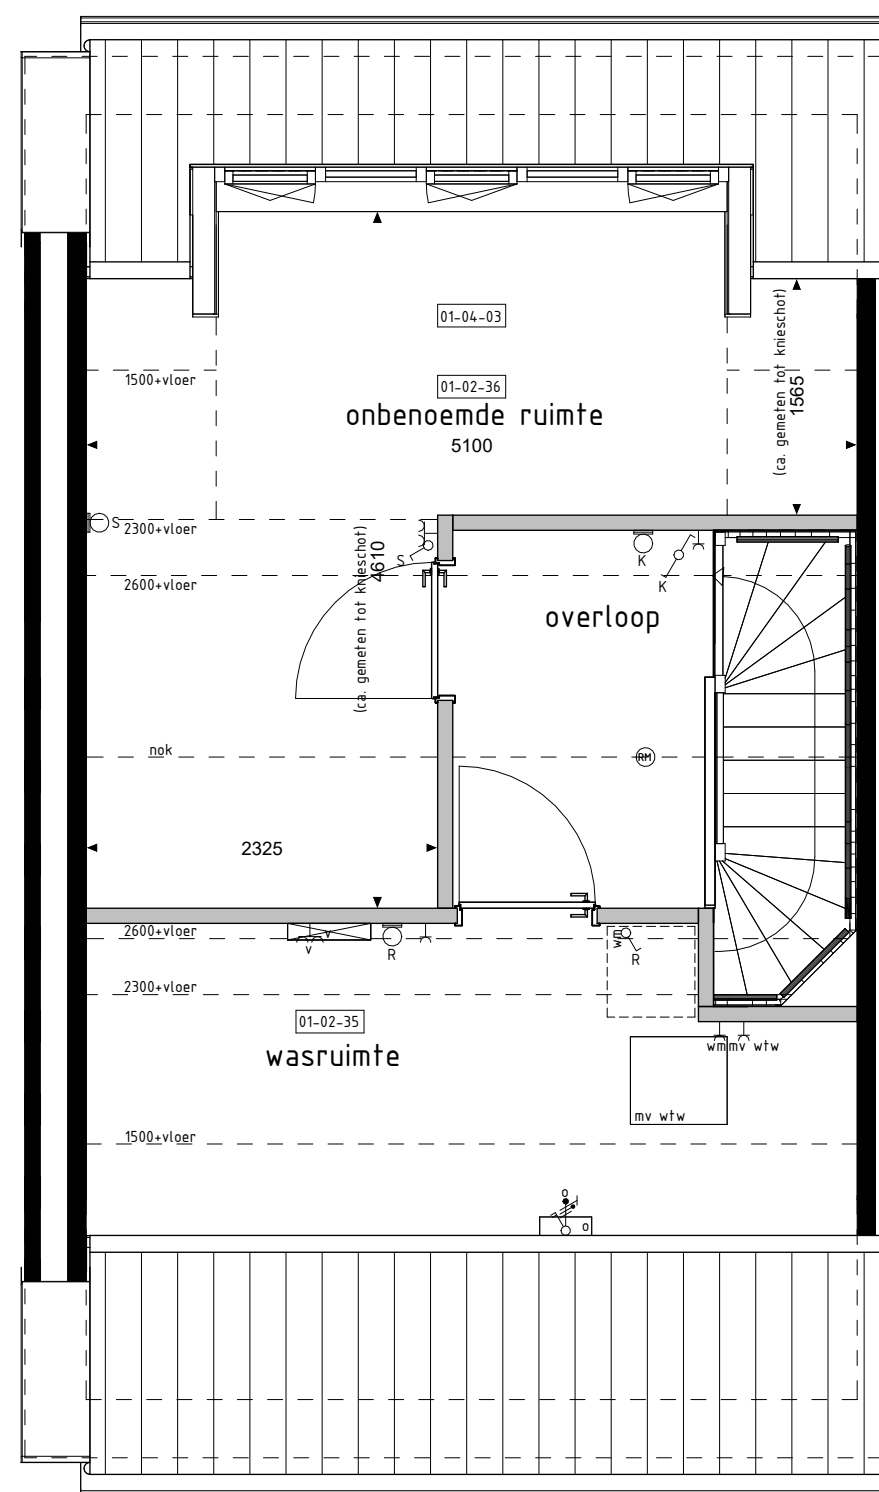 01-04-03
(ca. gemeten tot knieschot)
1565
1500+vloer
01-02-36
onbenoemde ruimte
5100
S
2300+vloer
(ca. gemeten tot knieschot)
4610
S
K
K
2600+vloer
overloop
nok
RM
2325
2600+vloer
v
v
R
wm
R
2300+vloer
01-02-35
wasruimte
wm
mv wtw
mv wtw
1500+vloer
o
o